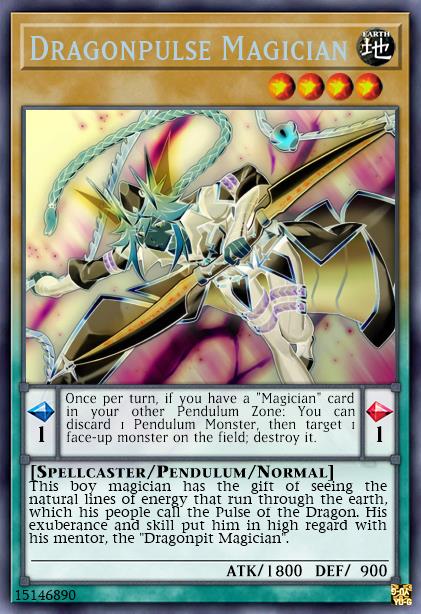 Dragonpulse Magician
EARTH
地
Once per turn, if you have a "Magician" card
in your other Pendulum Zone: You can
discard 1 Pendulum Monster, then target 1
face-up monster on the field; destroy it.
1
1
[Spellcaster/Pendulum/Normal]
This boy magician has the gift of seeing the
natural lines of energy that run through the earth,
which his people call the Pulse of the Dragon. His
exuberance and skill put him in high regard with
his mentor, the "Dragonpit Magician".
ATK/1800 DEF/ 900
15146890